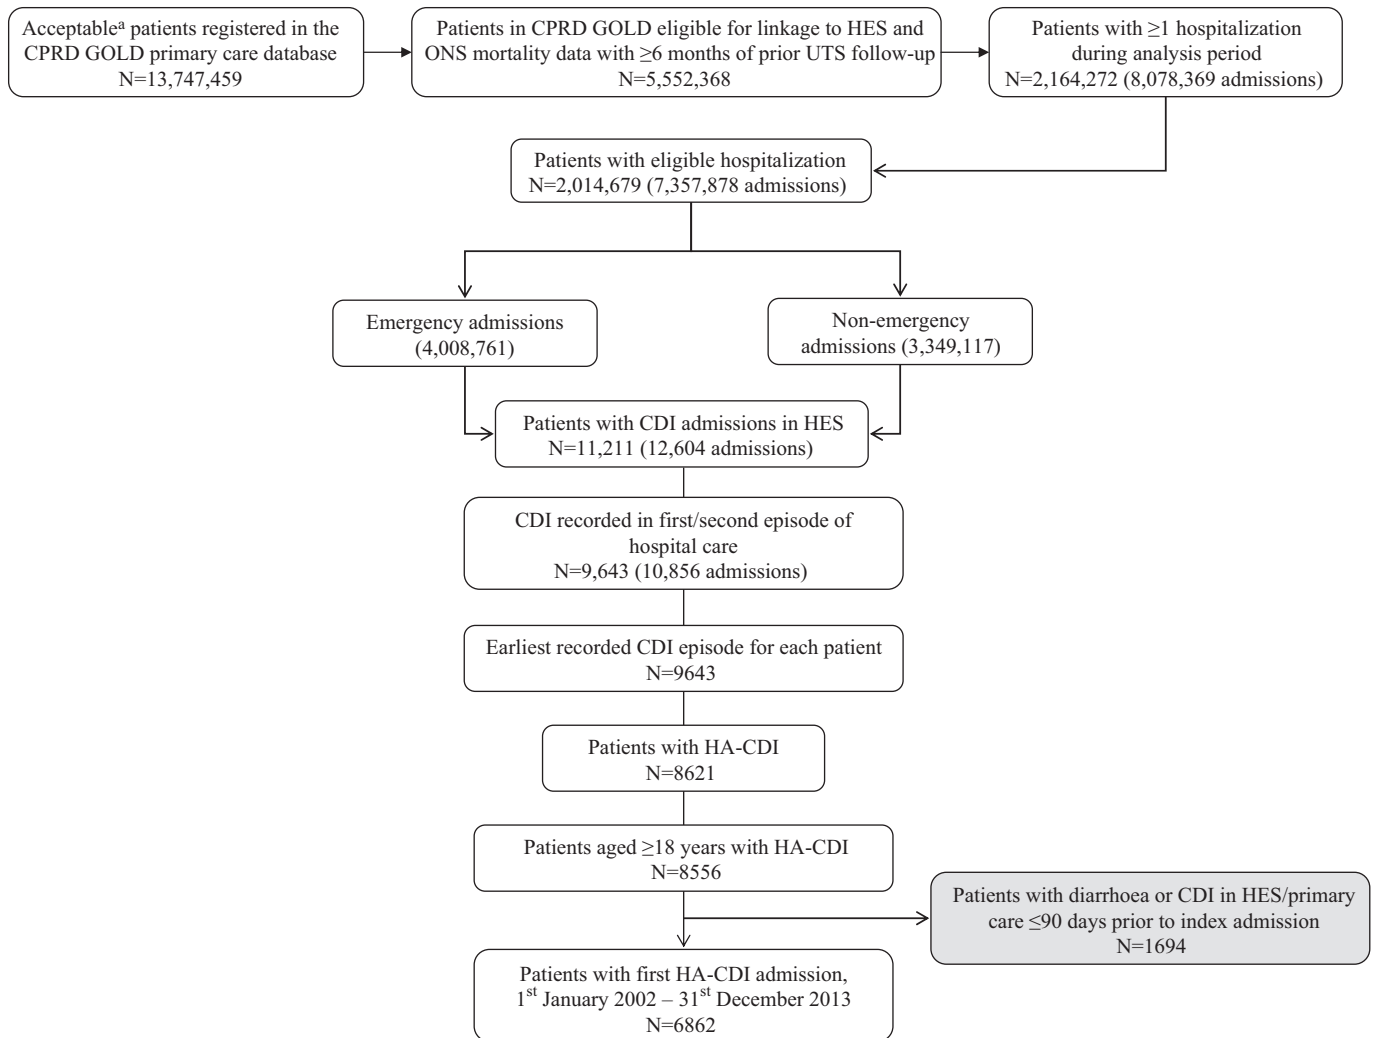 Acceptableᵃ patients registered in the
CPRD GOLD primary care database
N=13,747,459
Patients in CPRD GOLD eligible for linkage to HES and
ONS mortality data with ≥6 months of prior UTS follow-up
N=5,552,368
Patients with ≥1 hospitalization
during analysis period
N=2,164,272 (8,078,369 admissions)
Patients with eligible hospitalization
N=2,014,679 (7,357,878 admissions)
Emergency admissions
(4,008,761)
Non-emergency
admissions (3,349,117)
Patients with CDI admissions in HES
N=11,211 (12,604 admissions)
CDI recorded in first/second episode of
hospital care
N=9,643 (10,856 admissions)
Earliest recorded CDI episode for each patient
N=9643
Patients with HA-CDI
N=8621
Patients aged ≥18 years with HA-CDI
N=8556
Patients with diarrhoea or CDI in HES/primary
care ≤90 days prior to index admission
N=1694
Patients with first HA-CDI admission,
1ˢᵗ January 2002 – 31ˢᵗ December 2013
N=6862